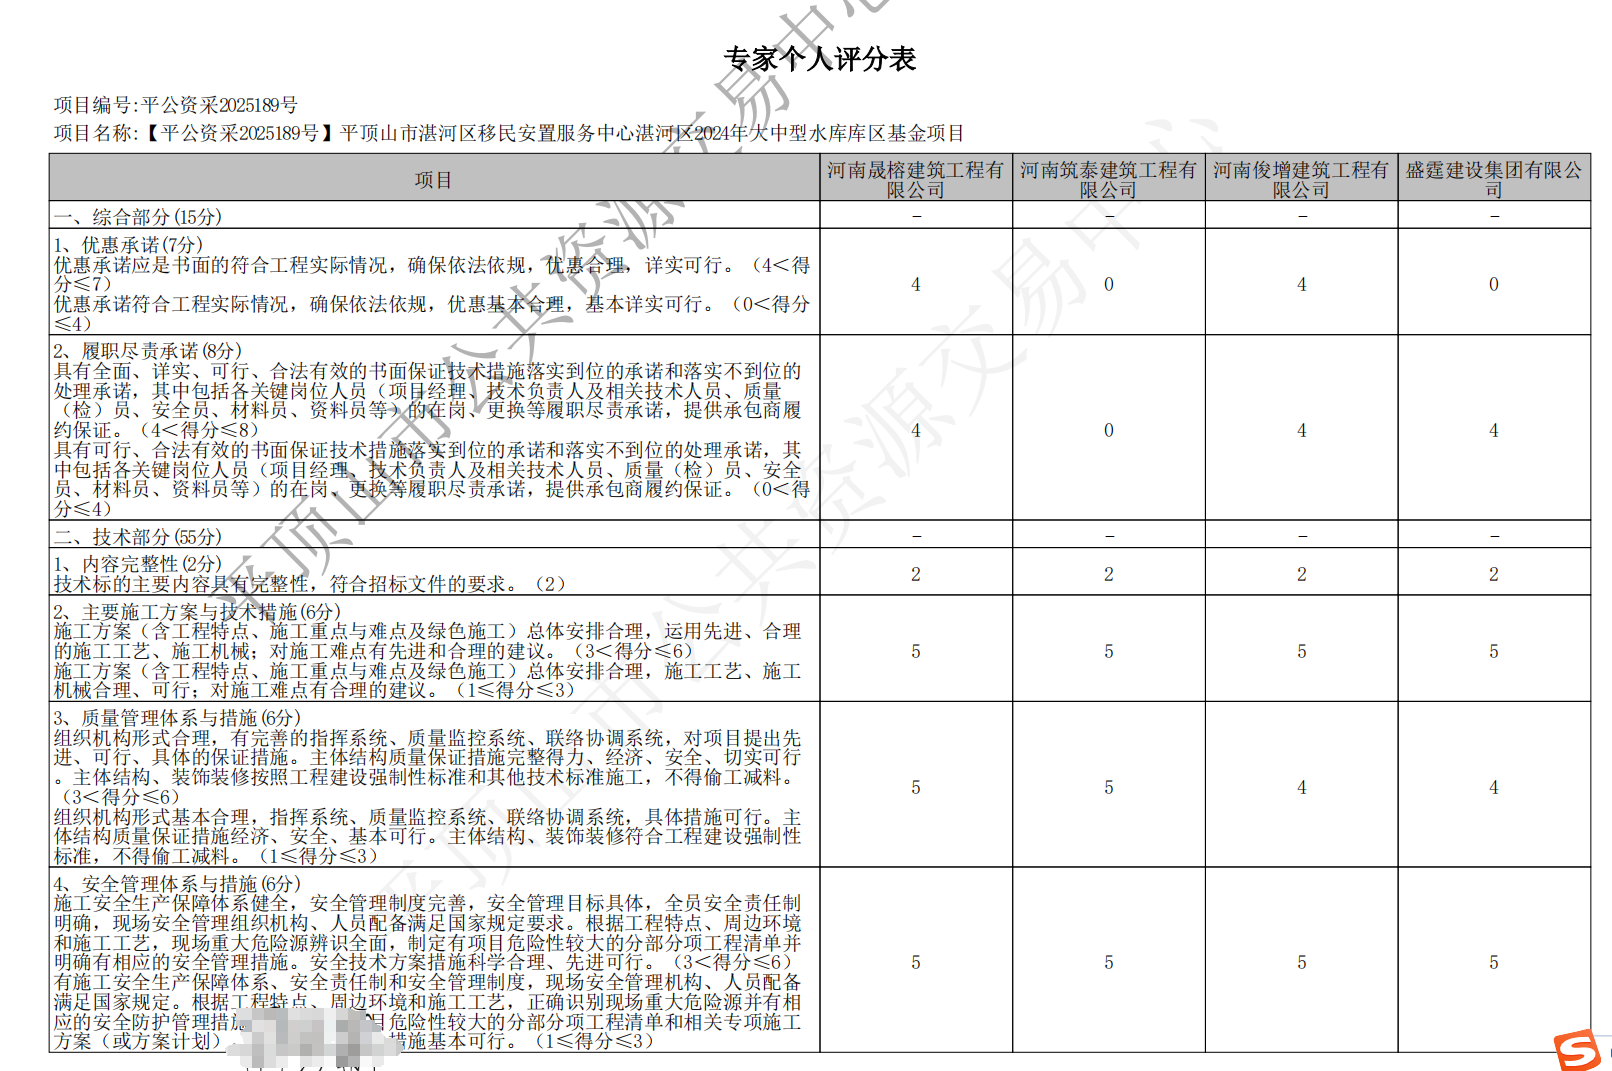 专家个人评分表
项目编号:平公资采2025189号
项目名称:【平公资采2025189号】平顶山市湛河区移民安置服务中心湛河区2024年大中型水库库区基金项目
项目
河南晟榕建筑工程有
限公司
河南筑泰建筑工程有
限公司
河南俊增建筑工程有
限公司
盛霆建设集团有限公
司
一、综合部分(15分)
–
–
–
–
1、优惠承诺(7分)
优惠承诺应是书面的符合工程实际情况，确保依法依规，优惠合理，详实可行。（4＜得
分≤7）
优惠承诺符合工程实际情况，确保依法依规，优惠基本合理，基本详实可行。（0＜得分
≤4）
4
0
4
0
2、履职尽责承诺(8分)
具有全面、详实、可行、合法有效的书面保证技术措施落实到位的承诺和落实不到位的
处理承诺，其中包括各关键岗位人员（项目经理、技术负责人及相关技术人员、质量
（检）员、安全员、材料员、资料员等）的在岗、更换等履职尽责承诺，提供承包商履
约保证。（4＜得分≤8）
具有可行、合法有效的书面保证技术措施落实到位的承诺和落实不到位的处理承诺，其
中包括各关键岗位人员（项目经理、技术负责人及相关技术人员、质量（检）员、安全
员、材料员、资料员等）的在岗、更换等履职尽责承诺，提供承包商履约保证。（0＜得
分≤4）
4
0
4
4
二、技术部分(55分)
–
–
–
–
1、内容完整性(2分)
技术标的主要内容具有完整性，符合招标文件的要求。（2）
2
2
2
2
2、主要施工方案与技术措施(6分)
施工方案（含工程特点、施工重点与难点及绿色施工）总体安排合理，运用先进、合理
的施工工艺、施工机械；对施工难点有先进和合理的建议。（3＜得分≤6）
施工方案（含工程特点、施工重点与难点及绿色施工）总体安排合理，施工工艺、施工
机械合理、可行；对施工难点有合理的建议。（1≤得分≤3）
5
5
5
5
3、质量管理体系与措施(6分)
组织机构形式合理，有完善的指挥系统、质量监控系统、联络协调系统，对项目提出先
进、可行、具体的保证措施。主体结构质量保证措施完整得力、经济、安全、切实可行
。主体结构、装饰装修按照工程建设强制性标准和其他技术标准施工，不得偷工减料。
（3＜得分≤6）
组织机构形式基本合理，指挥系统、质量监控系统、联络协调系统，具体措施可行。主
体结构质量保证措施经济、安全、基本可行。主体结构、装饰装修符合工程建设强制性
标准，不得偷工减料。（1≤得分≤3）
5
5
4
4
4、安全管理体系与措施(6分)
施工安全生产保障体系健全，安全管理制度完善，安全管理目标具体，全员安全责任制
明确，现场安全管理组织机构、人员配备满足国家规定要求。根据工程特点、周边环境
和施工工艺，现场重大危险源辨识全面，制定有项目危险性较大的分部分项工程清单并
明确有相应的安全管理措施。安全技术方案措施科学合理、先进可行。（3＜得分≤6）
有施工安全生产保障体系、安全责任制和安全管理制度，现场安全管理机构、人员配备
满足国家规定。根据工程特点、周边环境和施工工艺，正确识别现场重大危险源并有相
应的安全防护管理措施 目危险性较大的分部分项工程清单和相关专项施工
方案（或方案计划） 措施基本可行。（1≤得分≤3）
5
5
5
5
平顶山市公共资源交易中心
平顶山市公共资源交易中心